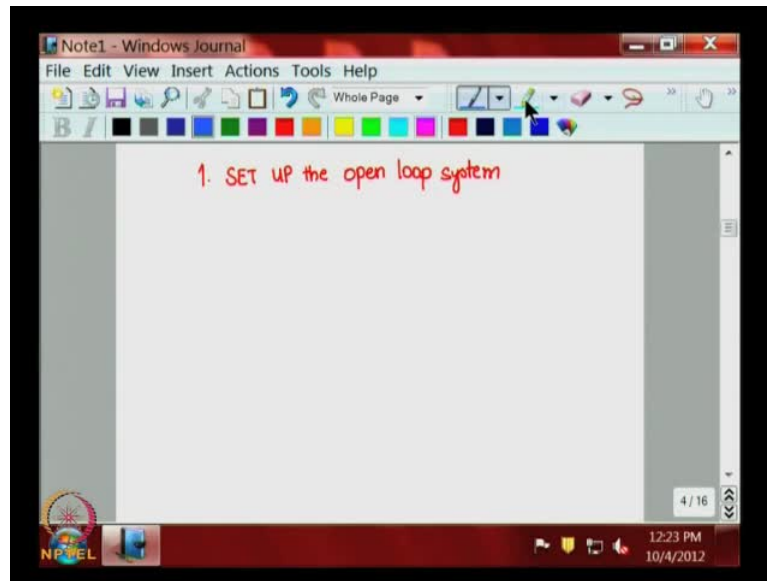 Note1 - Windows Journal
File Edit View Insert Actions Tools Help
Whole Page
B I
1. SET UP the open loop system
4 / 16
NPTEL
12:23 PM
10/4/2012